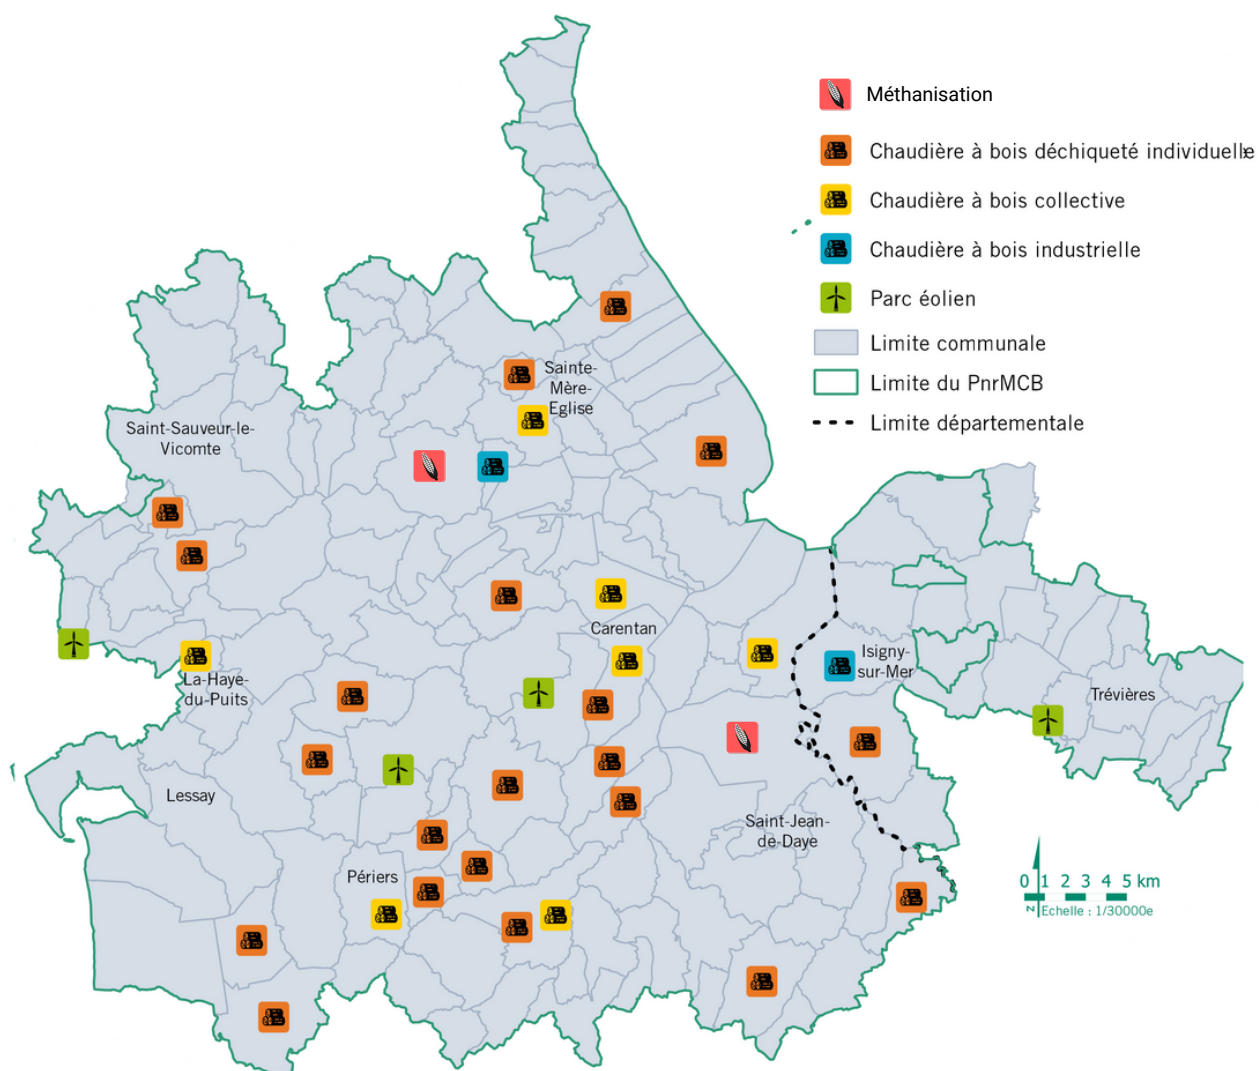 Méthanisation
Chaudière à bois déchiqueté individuelle
Chaudière à bois collective
Chaudière à bois industrielle
Parc éolien
Limite communale
Limite du PnrMCB
Limite départementale
Sainte-
Mère-
Eglise
Saint-Sauveur-le-
Vicomte
Carentan
Isigny-
sur-Mer
La-Haye-
du-Puits
Trévières
Lessay
Saint-Jean-
de-Daye
Périers
0 1 2 3 4 5 km
N
Echelle : 1/30000e